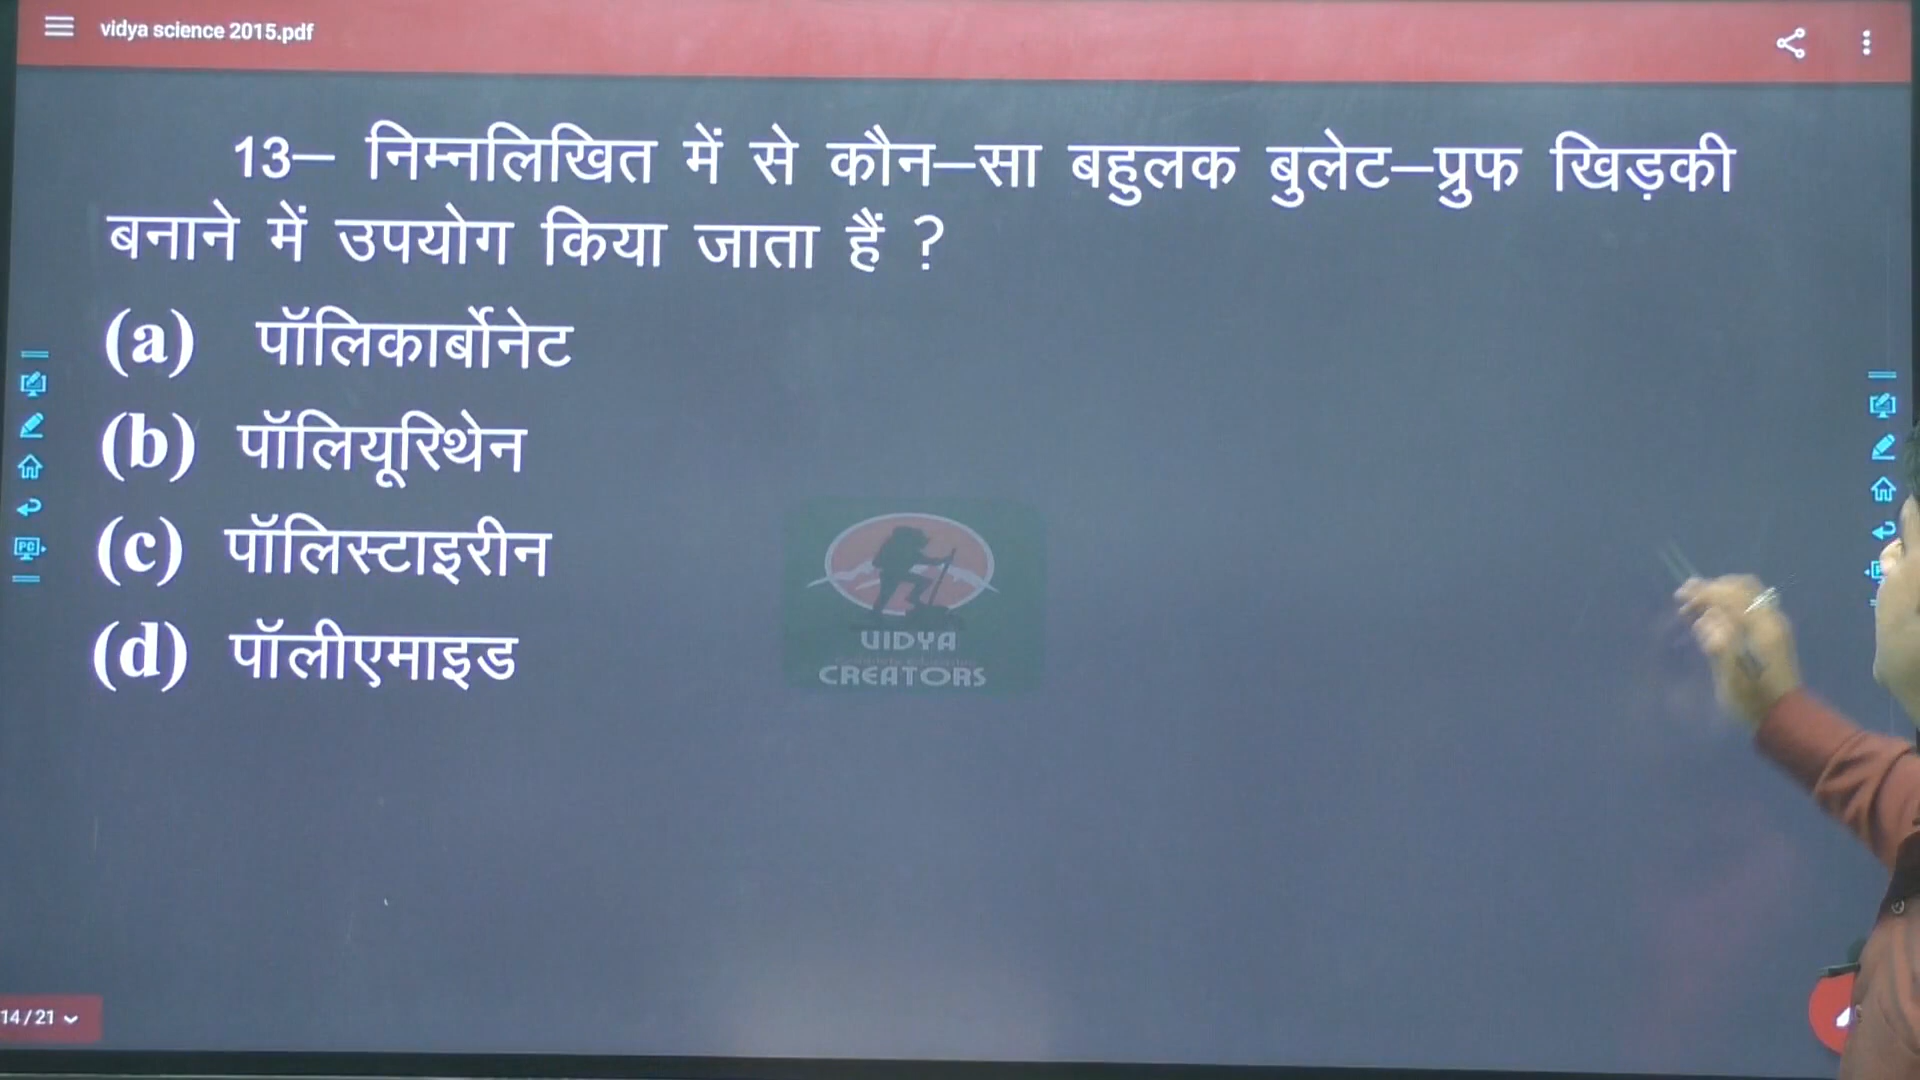 vidya science 2015.pdf
13– निम्नलिखित में से कौन–सा बहुलक बुलेट–प्रुफ खिड़की
बनाने में उपयोग किया जाता हैं ?
(a) पॉलिकार्बोनेट
(b) पॉलियूरिथेन
(c) पॉलिस्टाइरीन
(d) पॉलीएमाइड
VIDYA
CREATORS
14/21